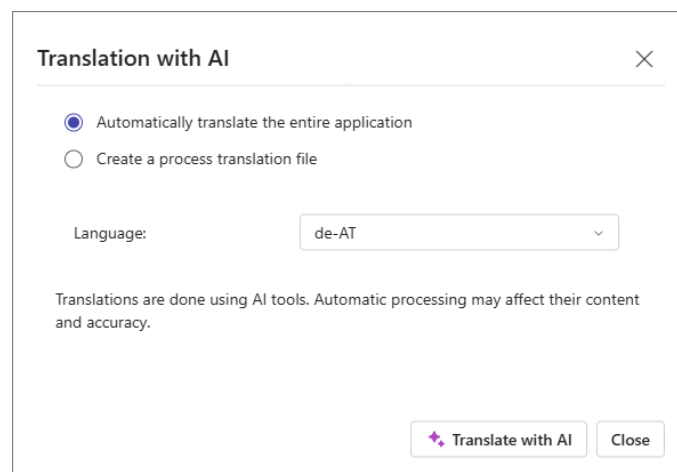 Translation with AI
Automatically translate the entire application
Create a process translation file
Language:
de-AT
Translations are done using AI tools. Automatic processing may affect their content
and accuracy.
Translate with AI
Close